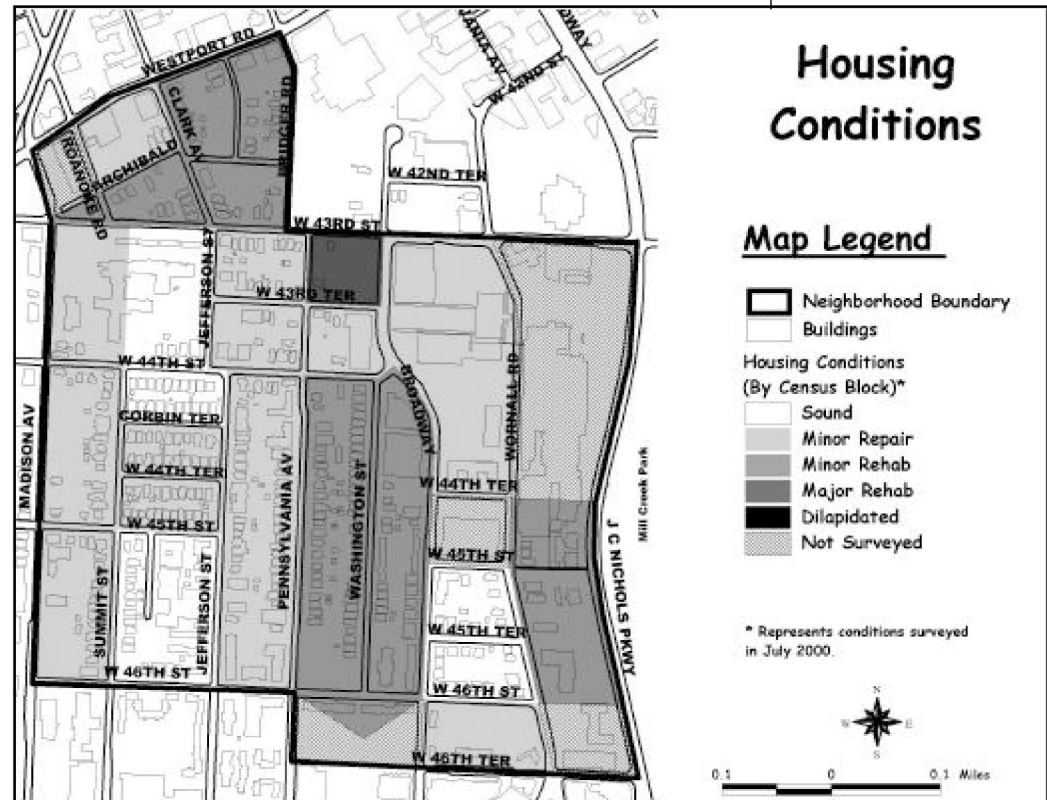 Housing
Conditions
Map Legend
Neighborhood Boundary
Buildings
Housing Conditions
(By Census Block)*
Sound
Minor Repair
Minor Rehab
Major Rehab
Dilapidated
Not Surveyed
* Represents conditions surveyed
in July 2000.
N
W E
S
0.1 0 0.1 Miles
WESTPORT RD
CLARK AV
BRIDGER RD
ROANOKE RD
ARCHIBALD
W 42ND ST
W 42ND TER
W 43RD ST
JEFFERSON ST
W 43RD TER
W 44TH ST
BROADWAY
WORNALL RD
CORBIN TER
MADISON AV
W 44TH TER
W 44TH TER
W 45TH ST
W 45TH ST
PENNSYLVANIA AV
WASHINGTON ST
Mill Creek Park
J C NICHOLS PKWY
SUMMIT ST
JEFFERSON ST
W 45TH TER
W 46TH ST
W 46TH ST
W 46TH TER